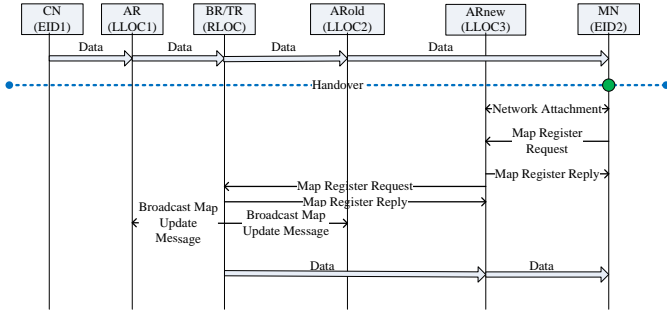 CN
(EID1)
AR
(LLOC1)
BR/TR
(RLOC)
ARold
(LLOC2)
ARnew
(LLOC3)
MN
(EID2)
Data
Data
Data
Data
Handover
Network Attachment
Map Register
Request
Map Register Reply
Map Register Request
Map Register Reply
Broadcast Map
Update
Message
Broadcast Map
Update Message
Data
Data